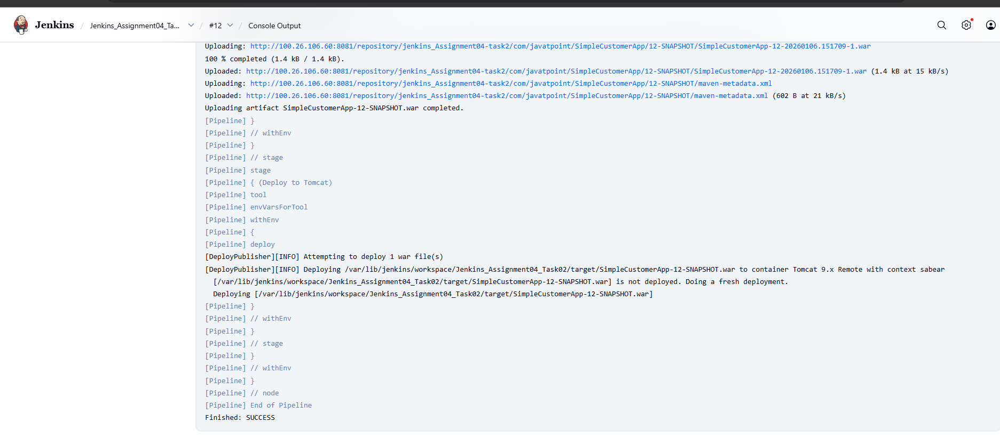 Jenkins / Jenkins_Assignment04_Ta... / #12 / Console Output
Uploading: http://100.26.106.60:8081/repository/jenkins_Assignment04-task2/com/javatpoint/SimpleCustomerApp/12-SNAPSHOT/SimpleCustomerApp-12-20260106.151709-1.war
100 % completed (1.4 kB / 1.4 kB).
Uploaded: http://100.26.106.60:8081/repository/jenkins_Assignment04-task2/com/javatpoint/SimpleCustomerApp/12-SNAPSHOT/SimpleCustomerApp-12-20260106.151709-1.war (1.4 kB at 15 kB/s)
Uploading: http://100.26.106.60:8081/repository/jenkins_Assignment04-task2/com/javatpoint/SimpleCustomerApp/12-SNAPSHOT/maven-metadata.xml
Uploaded: http://100.26.106.60:8081/repository/jenkins_Assignment04-task2/com/javatpoint/SimpleCustomerApp/12-SNAPSHOT/maven-metadata.xml (602 B at 21 kB/s)
Uploading artifact SimpleCustomerApp-12-SNAPSHOT.war completed.
[Pipeline] }
[Pipeline] // withEnv
[Pipeline] }
[Pipeline] // stage
[Pipeline] stage
[Pipeline] { (Deploy to Tomcat)
[Pipeline] tool
[Pipeline] envVarsForTool
[Pipeline] withEnv
[Pipeline] {
[Pipeline] deploy
[DeployPublisher][INFO] Attempting to deploy 1 war file(s)
[DeployPublisher][INFO] Deploying /var/lib/jenkins/workspace/Jenkins_Assignment04_Task02/target/SimpleCustomerApp-12-SNAPSHOT.war to container Tomcat 9.x Remote with context sabear
[/var/lib/jenkins/workspace/Jenkins_Assignment04_Task02/target/SimpleCustomerApp-12-SNAPSHOT.war] is not deployed. Doing a fresh deployment.
Deploying [/var/lib/jenkins/workspace/Jenkins_Assignment04_Task02/target/SimpleCustomerApp-12-SNAPSHOT.war]
[Pipeline] }
[Pipeline] // withEnv
[Pipeline] }
[Pipeline] // stage
[Pipeline] }
[Pipeline] // withEnv
[Pipeline] }
[Pipeline] // node
[Pipeline] End of Pipeline
Finished: SUCCESS